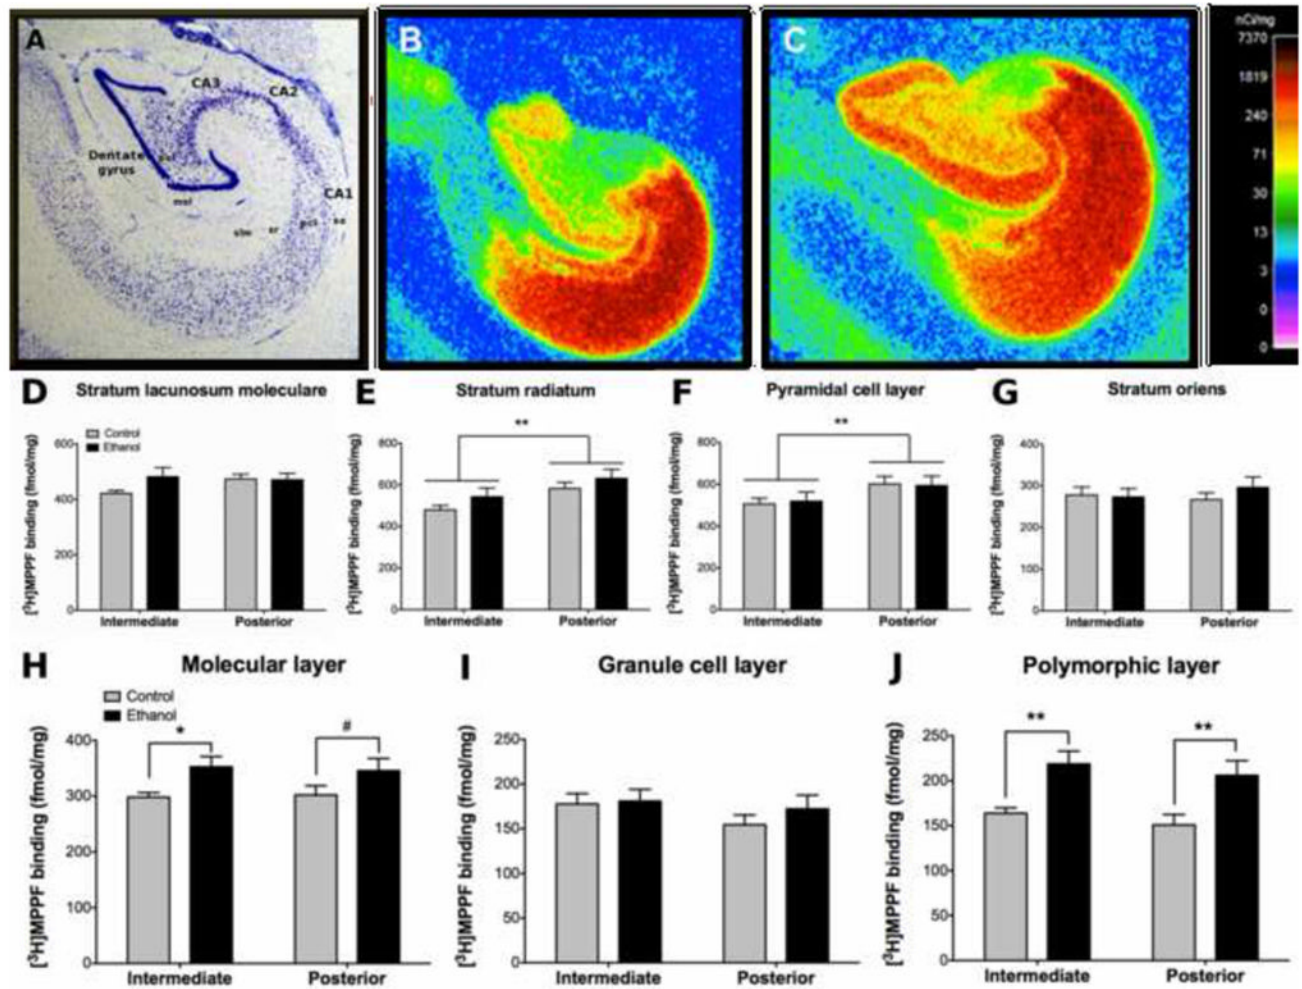 A
CA3
CA2
Dentate
gyrus
CA1
mol
slm sr pcl so
B
C
nCi/mg
7370
1819
240
71
30
13
3
0
0
D Stratum lacunosum moleculare
Control
Ethanol
[³H]MPPF binding (fmol/mg)
600
400
200
0
Intermediate Posterior
E Stratum radiatum
**
[³H]MPPF binding (fmol/mg)
800
600
400
200
0
Intermediate Posterior
F Pyramidal cell layer
**
[³H]MPPF binding (fmol/mg)
800
600
400
200
0
Intermediate Posterior
G Stratum oriens
[³H]MPPF binding (fmol/mg)
400
300
200
100
0
Intermediate Posterior
H Molecular layer
Control
Ethanol
* #
[³H]MPPF binding (fmol/mg)
400
300
200
100
0
Intermediate Posterior
I Granule cell layer
[³H]MPPF binding (fmol/mg)
250
200
150
100
50
0
Intermediate Posterior
J Polymorphic layer
** **
[³H]MPPF binding (fmol/mg)
250
200
150
100
50
0
Intermediate Posterior